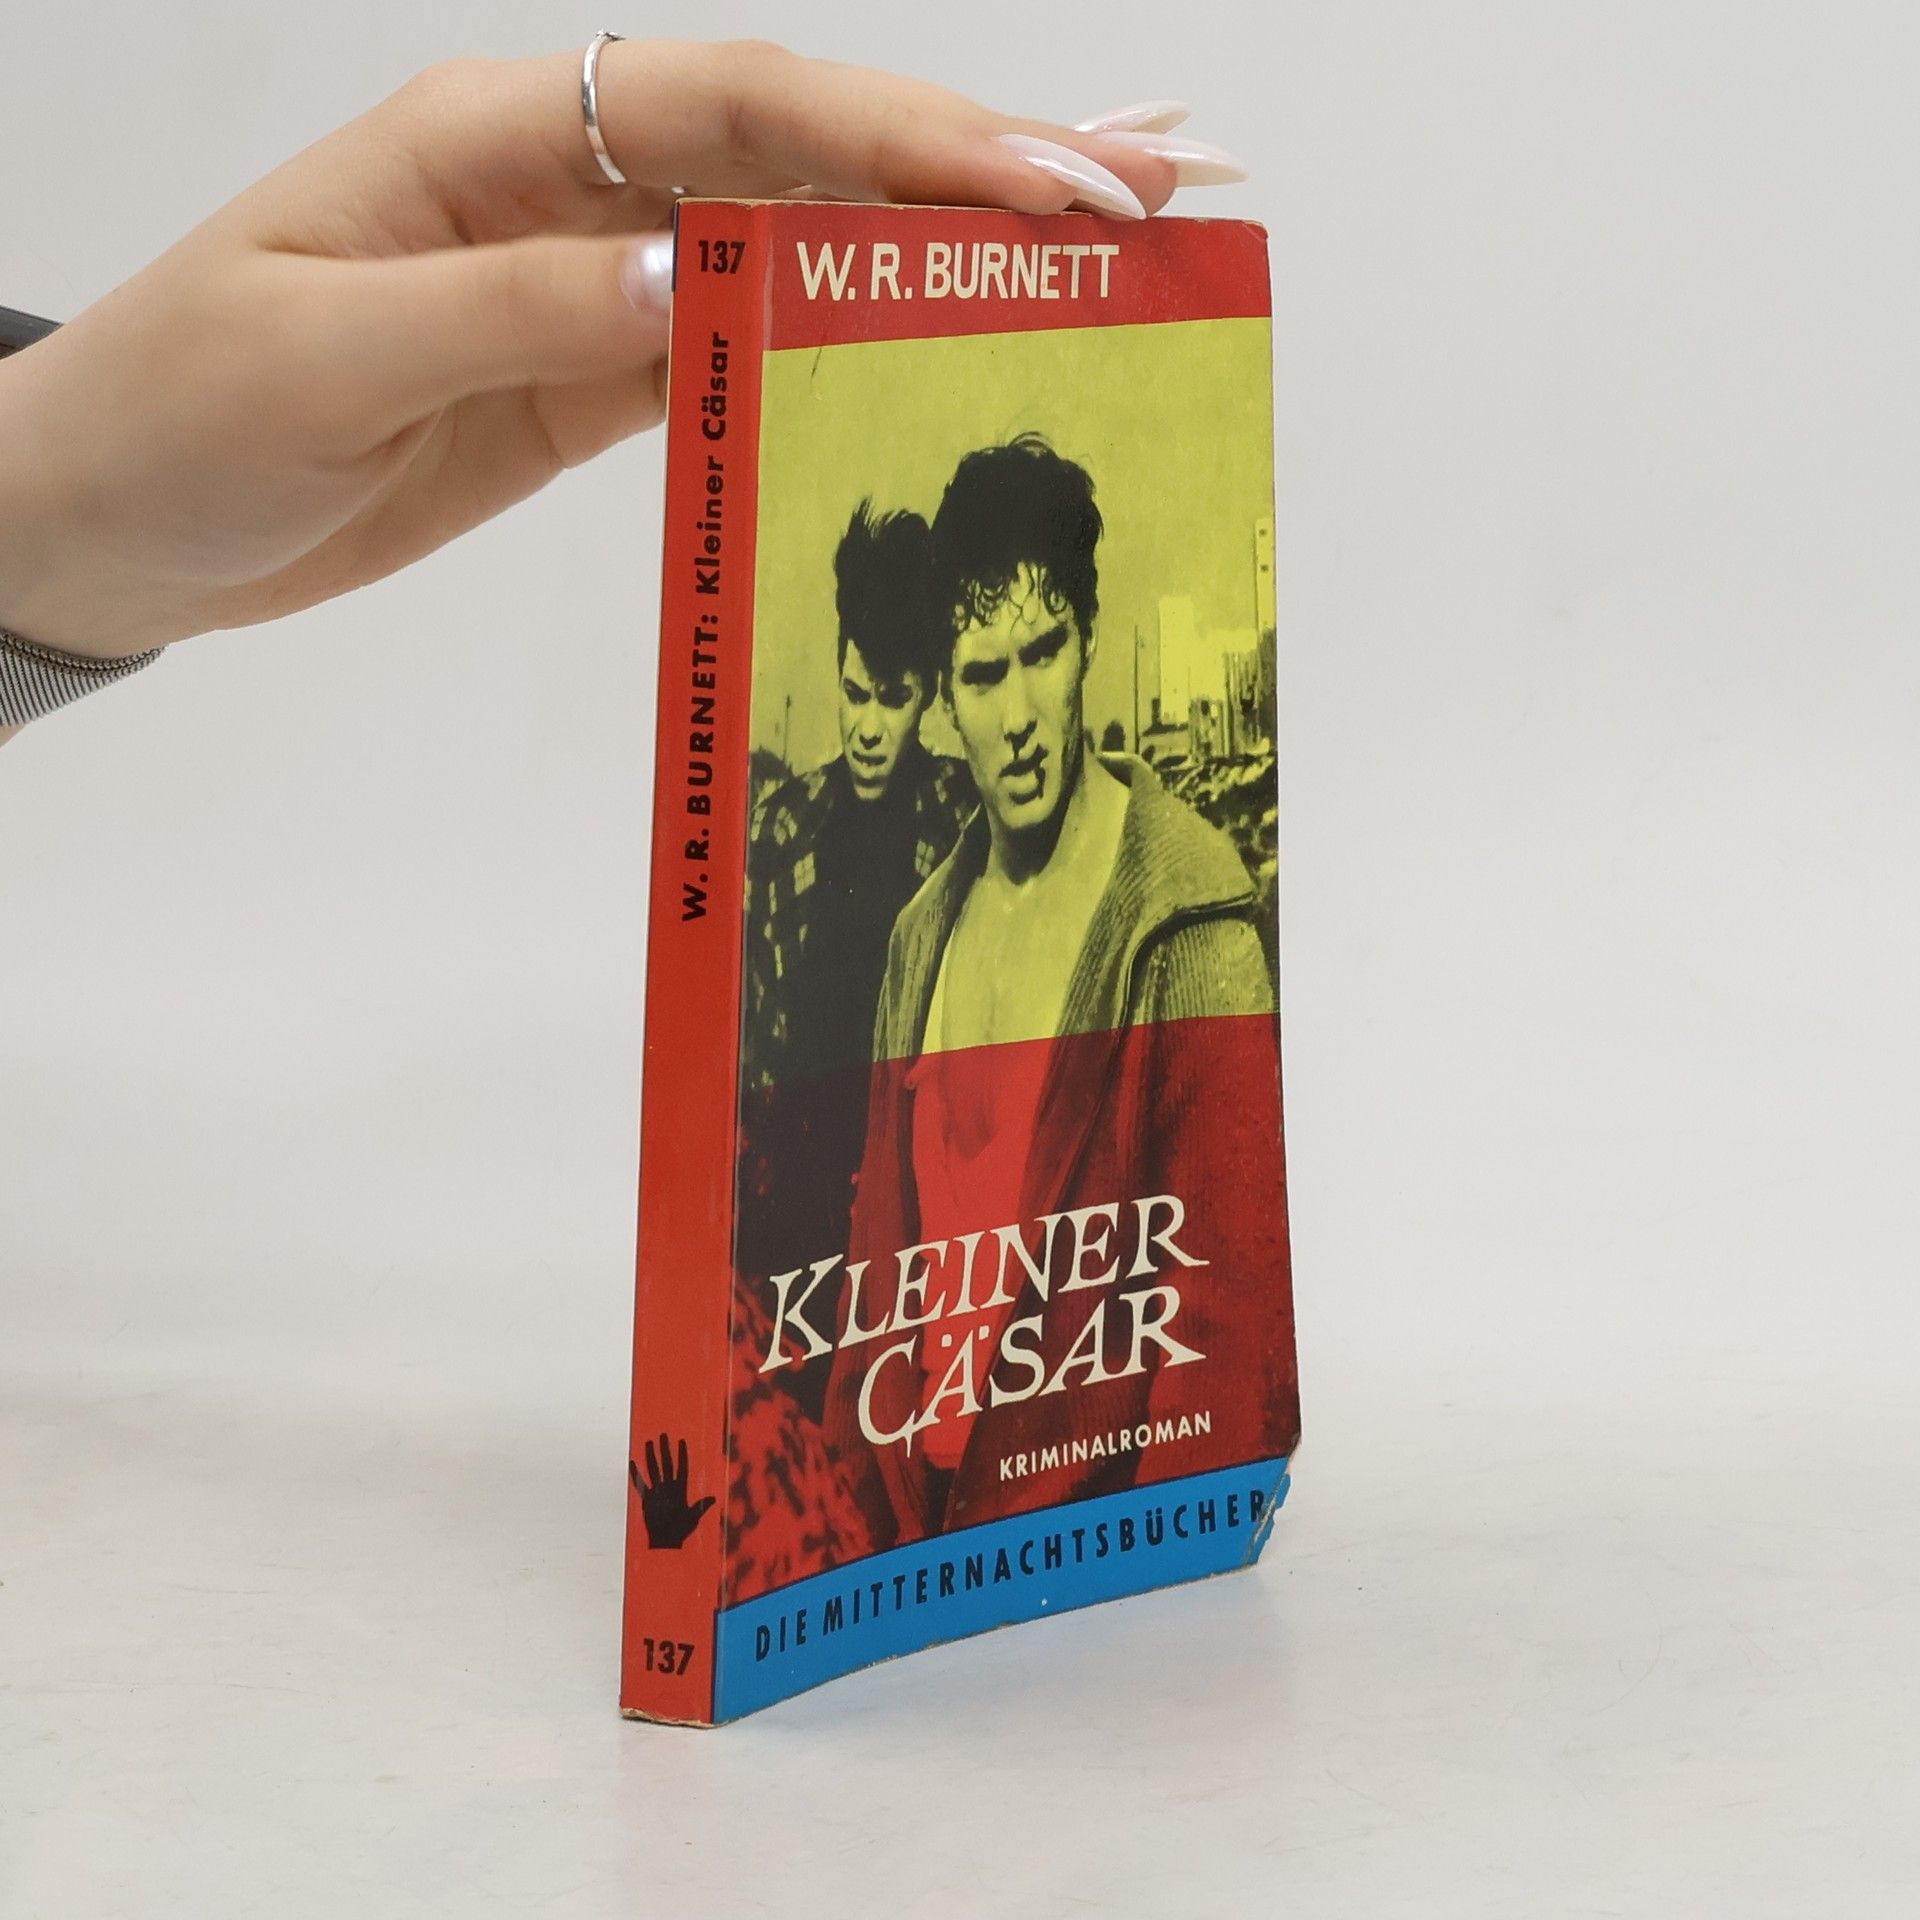 137
W. R. BURNETT: Kleiner Cäsar
137
W. R. BURNETT
KLEINER
CÄSAR
KRIMINALROMAN
DIE MITTERNACHTSBÜCHER